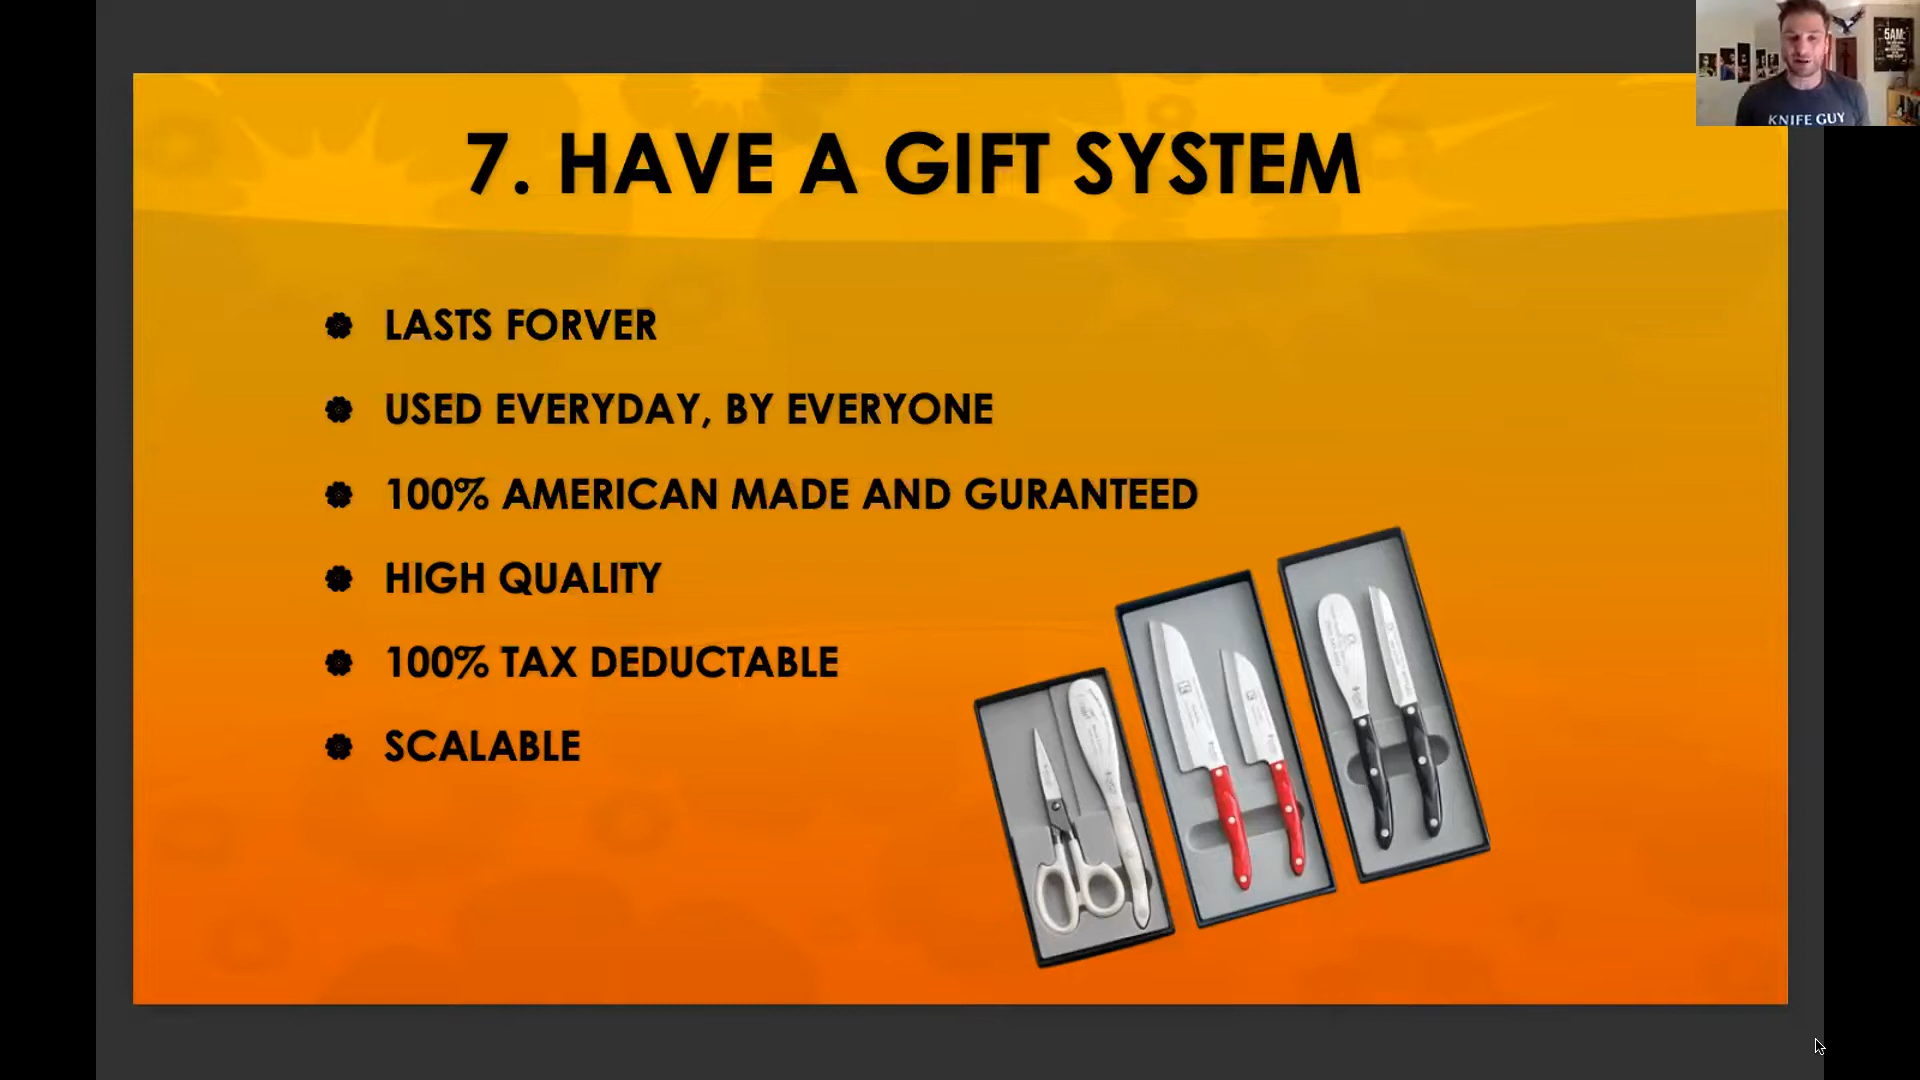 7. HAVE A GIFT SYSTEM
LASTS FORVER
USED EVERYDAY, BY EVERYONE
100% AMERICAN MADE AND GURANTEED
HIGH QUALITY
100% TAX DEDUCTABLE
SCALABLE
5AM:
KNIFE GUY